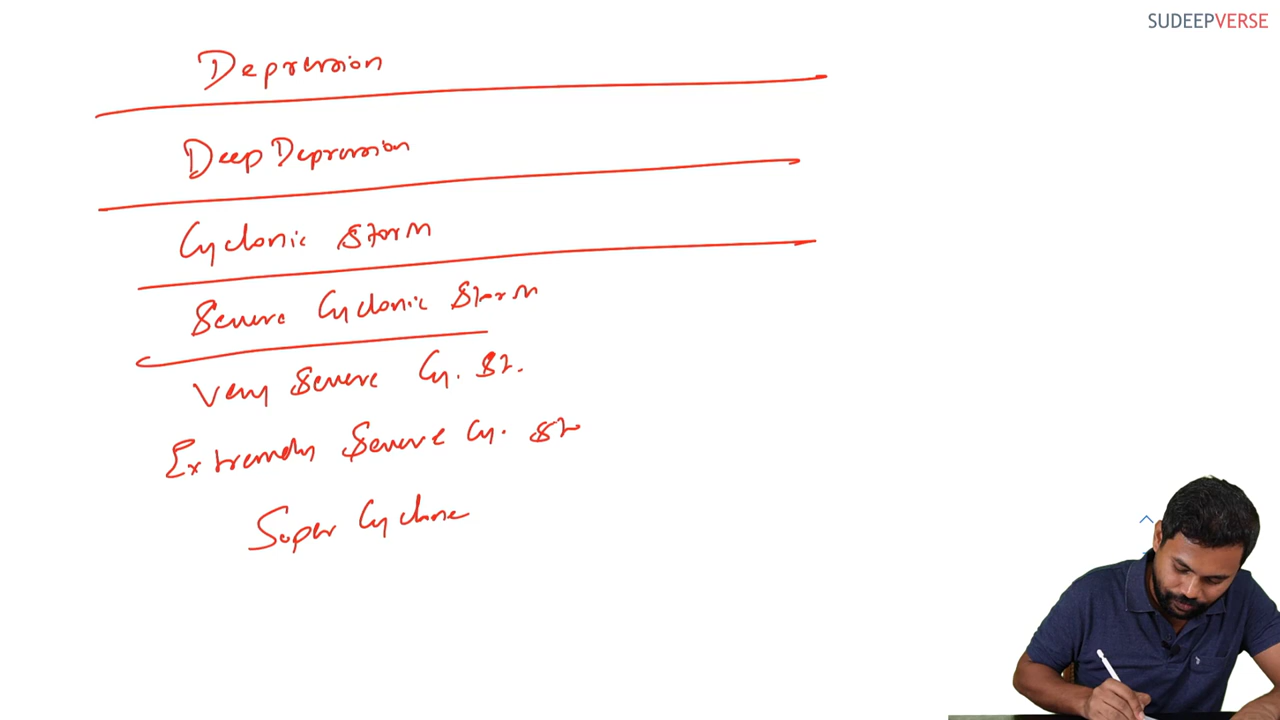 SUDEEPVERSE
Depression
Deep Depression
Cyclonic Storm
Severe Cyclonic Storm
Very Severe Cy. St.
Extremely Severe Cy. St
Super Cyclone